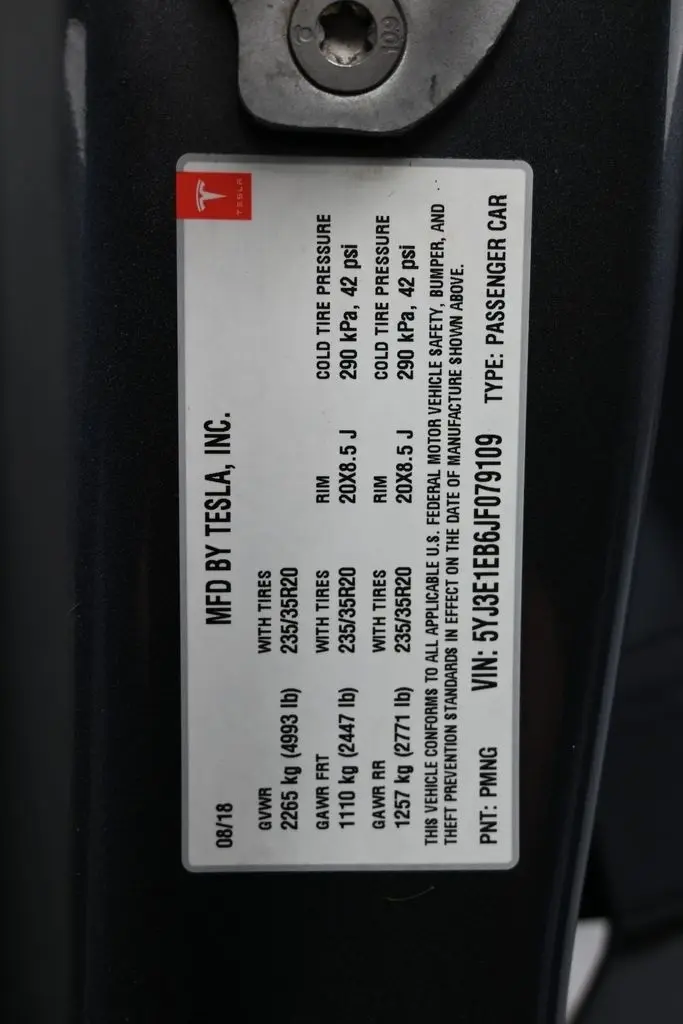 10.9
TESLA
MFD BY TESLA, INC.
08/18
GVWR WITH TIRES
2265 kg (4993 lb) 235/35R20
GAWR FRT WITH TIRES RIM COLD TIRE PRESSURE
1110 kg (2447 lb) 235/35R20 20X8.5 J 290 kPa, 42 psi
GAWR RR WITH TIRES RIM COLD TIRE PRESSURE
1257 kg (2771 lb) 235/35R20 20X8.5 J 290 kPa, 42 psi
THIS VEHICLE CONFORMS TO ALL APPLICABLE U.S. FEDERAL MOTOR VEHICLE SAFETY, BUMPER, AND
THEFT PREVENTION STANDARDS IN EFFECT ON THE DATE OF MANUFACTURE SHOWN ABOVE.
PNT: PMNG VIN: 5YJ3E1EB6JF079109 TYPE: PASSENGER CAR